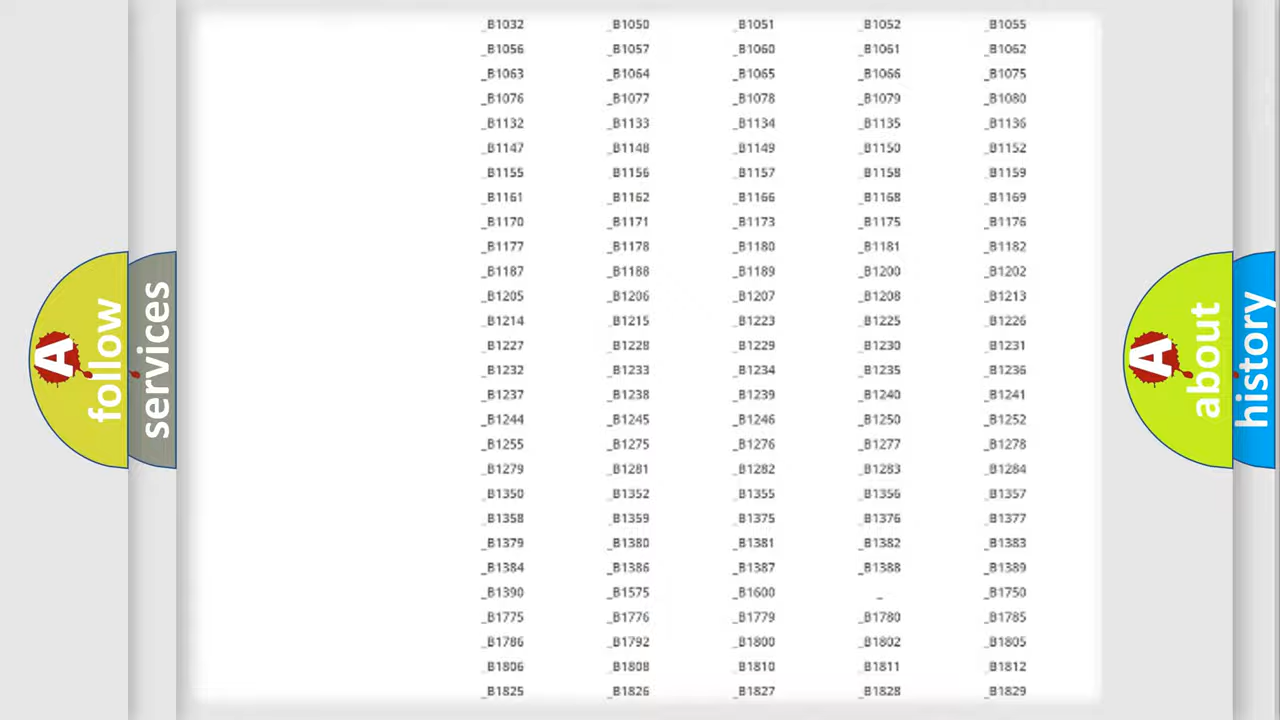 _B1032 _B1050 _B1051 _B1052 _B1055
_B1056 _B1057 _B1060 _B1061 _B1062
_B1063 _B1064 _B1065 _B1066 _B1075
_B1076 _B1077 _B1078 _B1079 _B1080
_B1132 _B1133 _B1134 _B1135 _B1136
_B1147 _B1148 _B1149 _B1150 _B1152
_B1155 _B1156 _B1157 _B1158 _B1159
_B1161 _B1162 _B1166 _B1168 _B1169
_B1170 _B1171 _B1173 _B1175 _B1176
_B1177 _B1178 _B1180 _B1181 _B1182
_B1187 _B1188 _B1189 _B1200 _B1202
_B1205 _B1206 _B1207 _B1208 _B1213
_B1214 _B1215 _B1223 _B1225 _B1226
_B1227 _B1228 _B1229 _B1230 _B1231
_B1232 _B1233 _B1234 _B1235 _B1236
_B1237 _B1238 _B1239 _B1240 _B1241
_B1244 _B1245 _B1246 _B1250 _B1252
_B1255 _B1275 _B1276 _B1277 _B1278
_B1279 _B1281 _B1282 _B1283 _B1284
_B1350 _B1352 _B1355 _B1356 _B1357
_B1358 _B1359 _B1375 _B1376 _B1377
_B1379 _B1380 _B1381 _B1382 _B1383
_B1384 _B1386 _B1387 _B1388 _B1389
_B1390 _B1575 _B1600 _ _B1750
_B1775 _B1776 _B1779 _B1780 _B1785
_B1786 _B1792 _B1800 _B1802 _B1805
_B1806 _B1808 _B1810 _B1811 _B1812
_B1825 _B1826 _B1827 _B1828 _B1829
A
follow
services
A
about
history